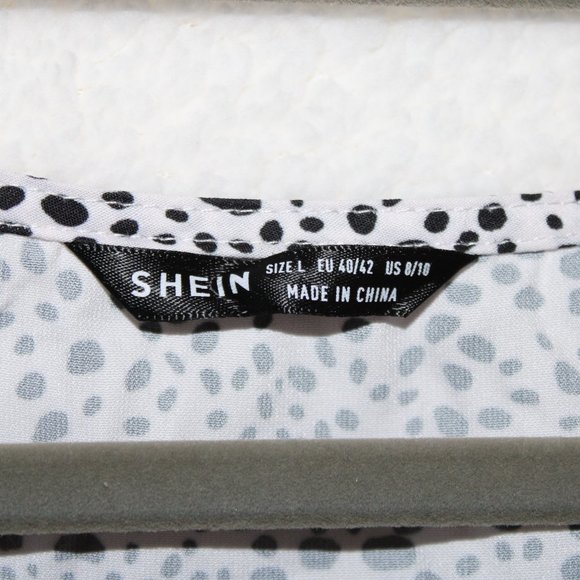 SHEIN
SIZE L EU 40/42 US 8/10
MADE IN CHINA